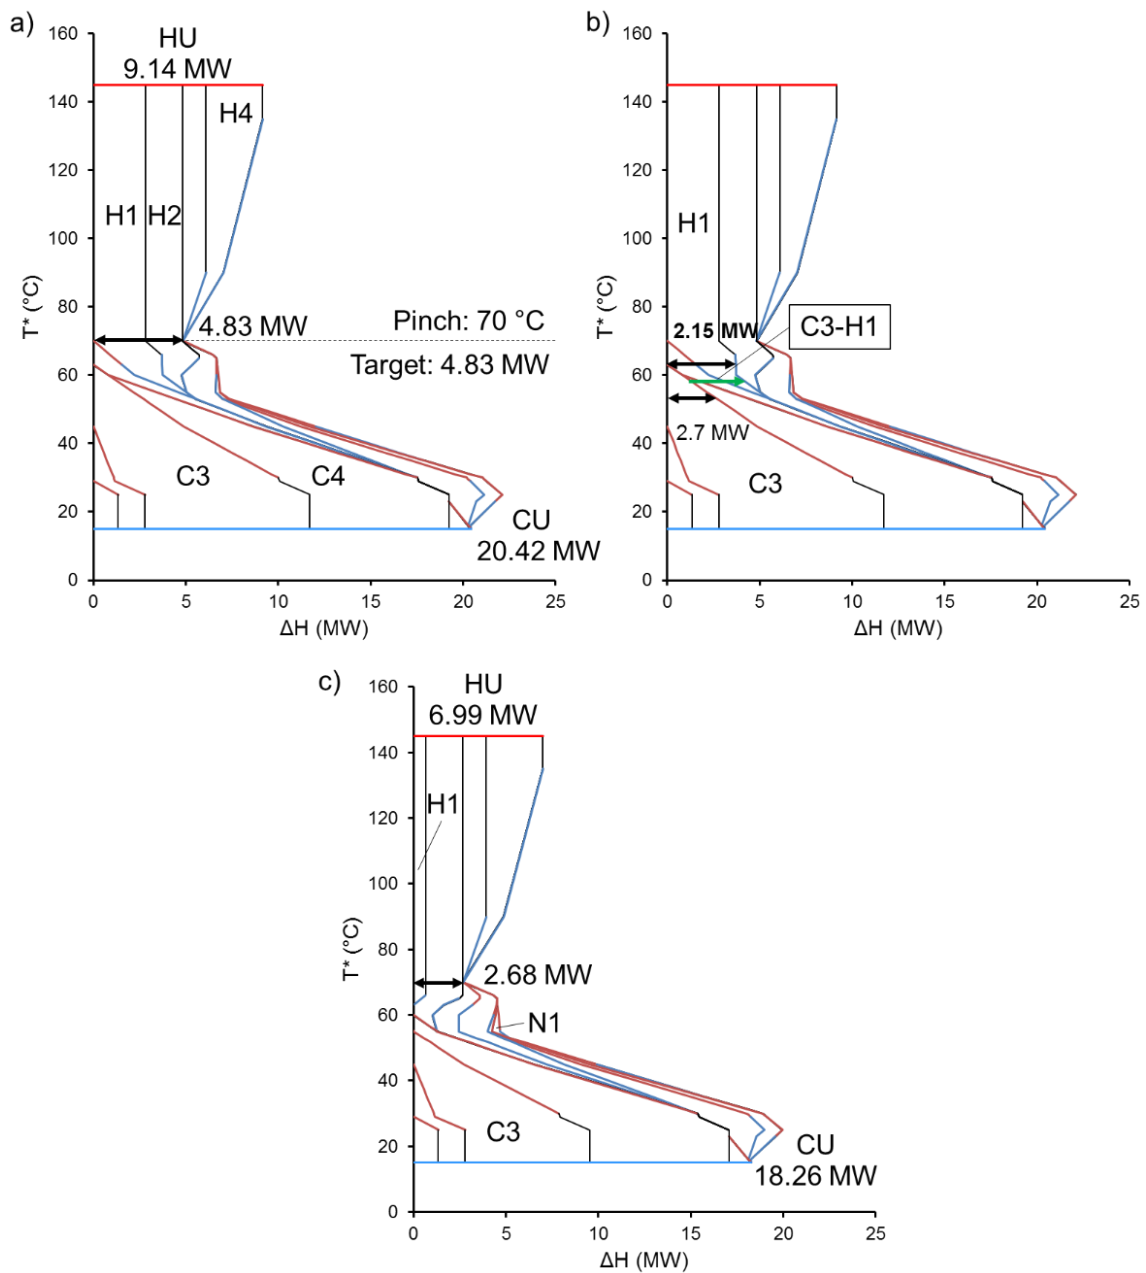 a)
160
140
120
100
80
60
40
20
0
T* (°C)
HU
9.14 MW
H4
H1
H2
4.83 MW
Pinch: 70 °C
Target: 4.83 MW
C3
C4
CU
20.42 MW
0
5
10
15
20
25
ΔH (MW)
b)
160
140
120
100
80
60
40
20
0
T* (°C)
H1
2.15 MW
C3-H1
2.7 MW
C3
0
5
10
15
20
25
ΔH (MW)
c)
160
140
120
100
80
60
40
20
0
T* (°C)
HU
6.99 MW
H1
2.68 MW
N1
C3
CU
18.26 MW
0
5
10
15
20
25
ΔH (MW)